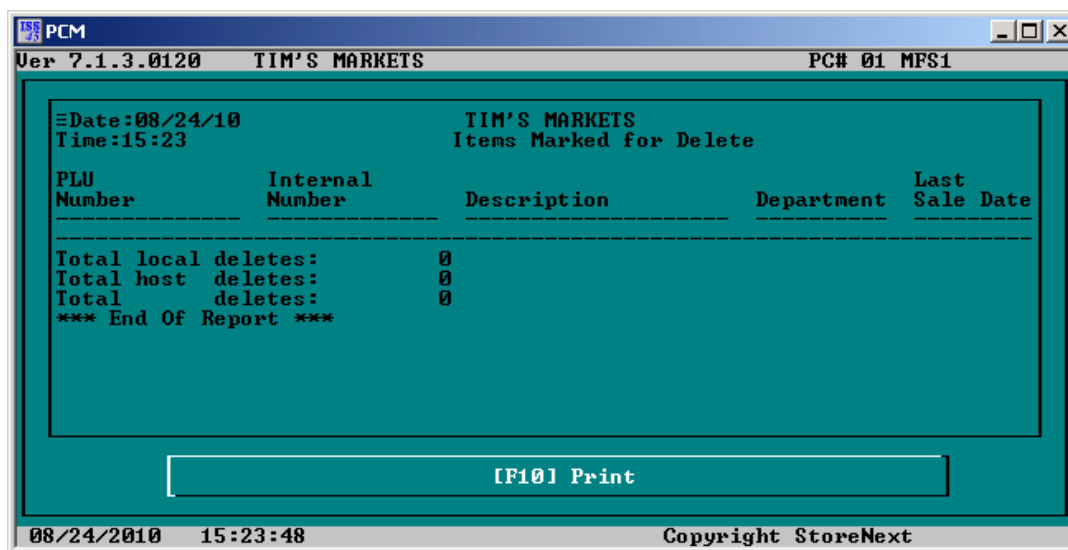 ISS 45 PCM
Ver 7.1.3.0120 TIM'S MARKETS PC# 01 MFS1
≡Date:08/24/10 TIM'S MARKETS
Time:15:23 Items Marked for Delete
PLU Internal Last
Number Number Description Department Sale Date
Total local deletes: 0
Total host deletes: 0
Total deletes: 0
*** End Of Report ***
[F10] Print
08/24/2010 15:23:48 Copyright StoreNext